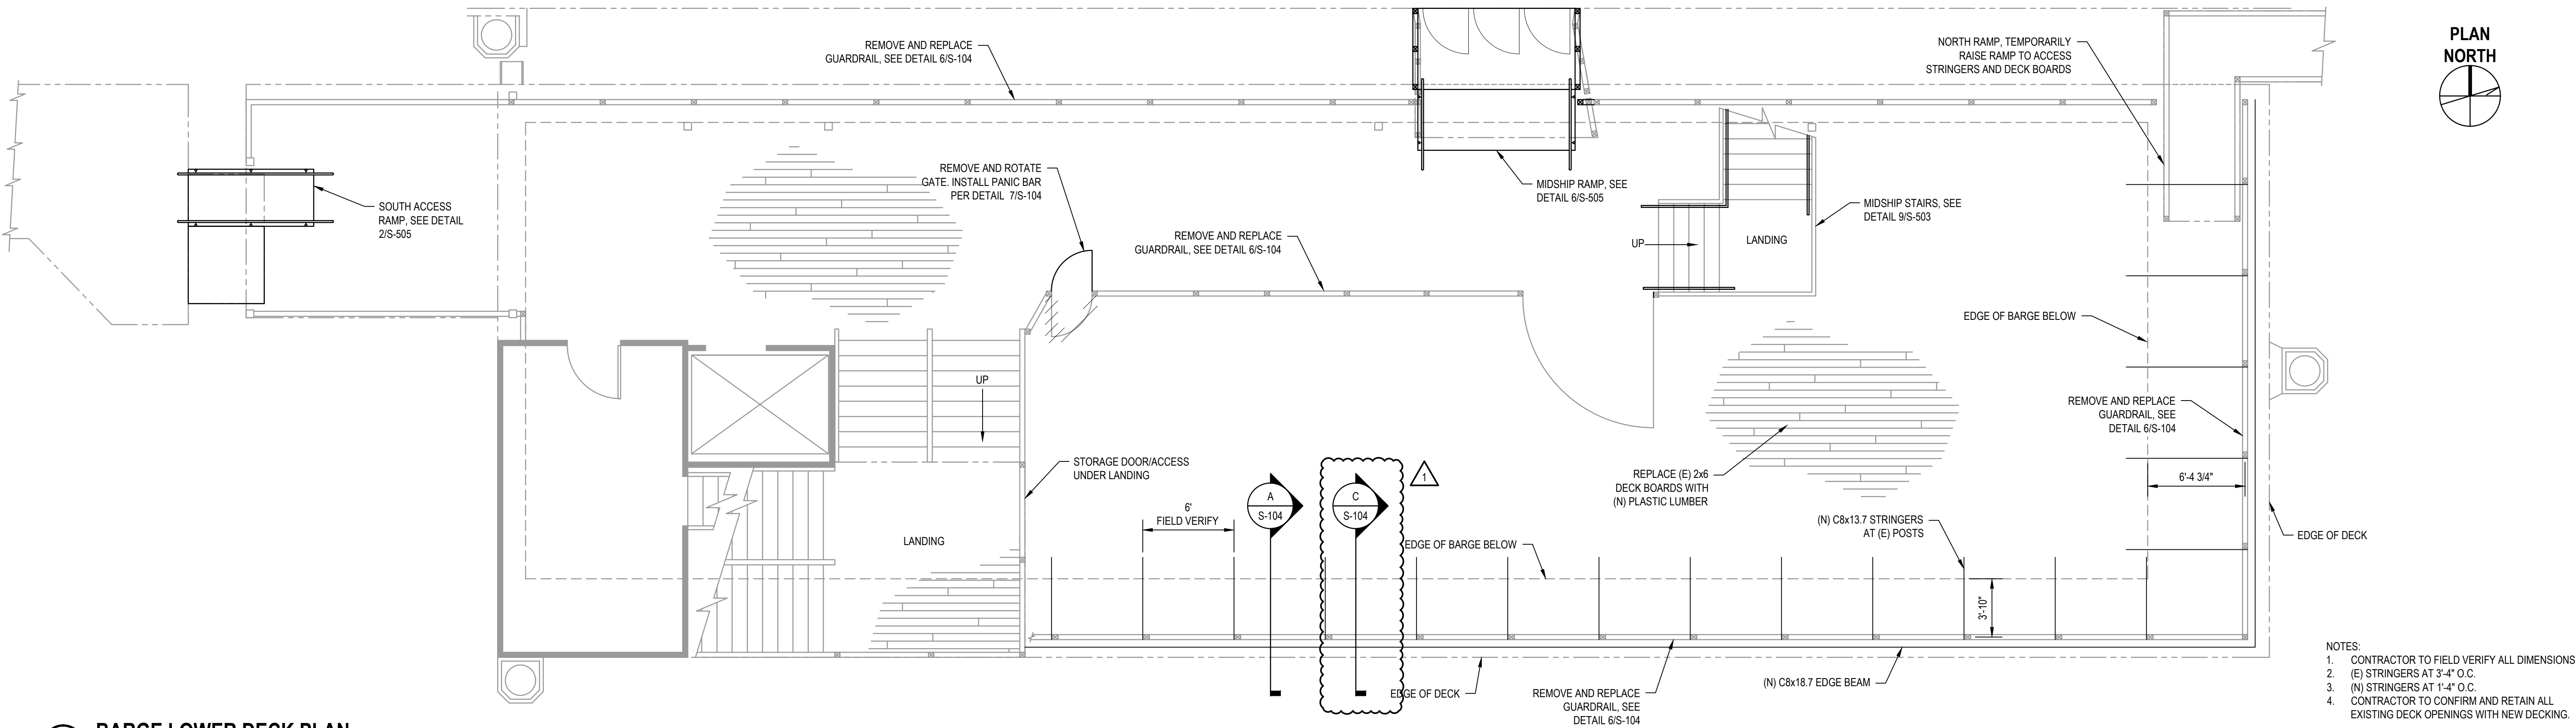 PLAN
NORTH
REMOVE AND REPLACE
GUARDRAIL, SEE DETAIL 6/S-104
NORTH RAMP, TEMPORARILY
RAISE RAMP TO ACCESS
STRINGERS AND DECK BOARDS
REMOVE AND ROTATE
GATE. INSTALL PANIC BAR
PER DETAIL 7/S-104
SOUTH ACCESS
RAMP, SEE DETAIL
2/S-505
MIDSHIP RAMP, SEE
DETAIL 6/S-505
MIDSHIP STAIRS, SEE
DETAIL 9/S-503
REMOVE AND REPLACE
GUARDRAIL, SEE DETAIL 6/S-104
UP
LANDING
EDGE OF BARGE BELOW
UP
REMOVE AND REPLACE
GUARDRAIL, SEE
DETAIL 6/S-104
STORAGE DOOR/ACCESS
UNDER LANDING
REPLACE (E) 2x6
DECK BOARDS WITH
(N) PLASTIC LUMBER
6'-4 3/4"
1
A
S-104
C
S-104
6'
FIELD VERIFY
(N) C8x13.7 STRINGERS
AT (E) POSTS
EDGE OF DECK
LANDING
EDGE OF BARGE BELOW
3'-10"
EDGE OF DECK
REMOVE AND REPLACE
GUARDRAIL, SEE
DETAIL 6/S-104
(N) C8x18.7 EDGE BEAM
NOTES:
1. CONTRACTOR TO FIELD VERIFY ALL DIMENSIONS
2. (E) STRINGERS AT 3'-4" O.C.
3. (N) STRINGERS AT 1'-4" O.C.
4. CONTRACTOR TO CONFIRM AND RETAIN ALL
EXISTING DECK OPENINGS WITH NEW DECKING.
BARGE LOWER DECK PLAN